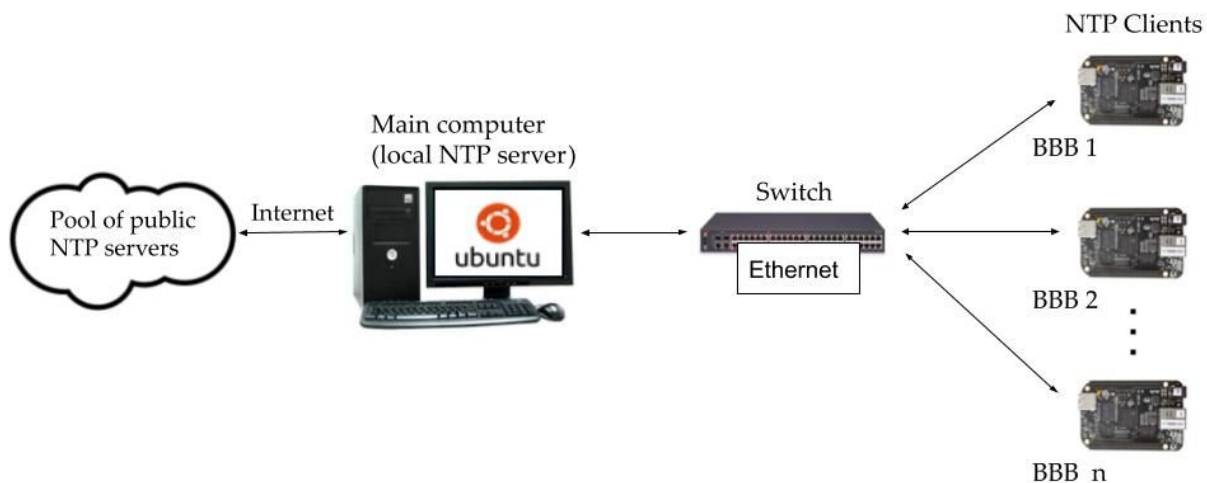 NTP Clients
Main computer
(local NTP server)
BBB 1
Switch
Pool of public
NTP servers
Internet
ubuntu
Ethernet
BBB 2
BBB n